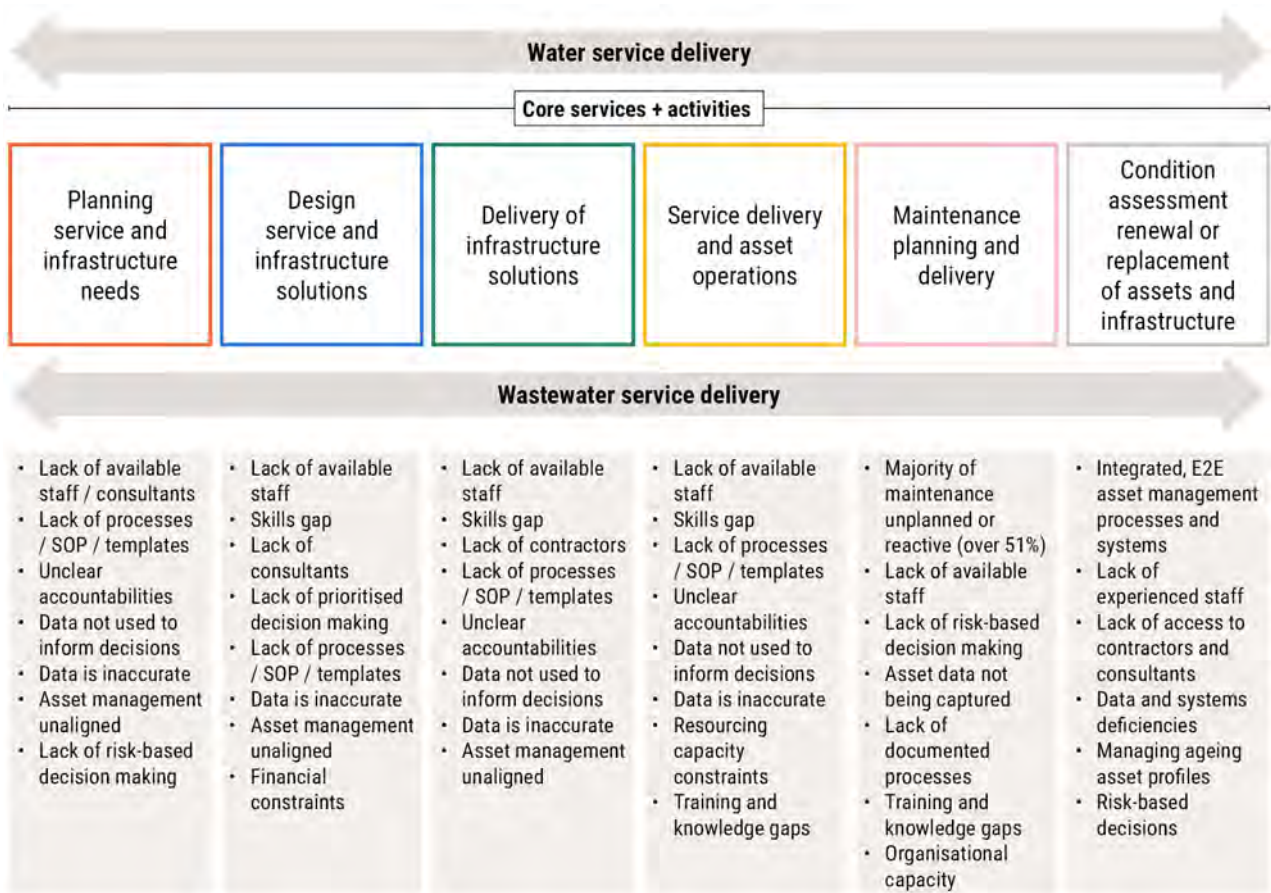 Water service delivery
Core services + activities
Planning
service and
infrastructure
needs
Design
service and
infrastructure
solutions
Delivery of
infrastructure
solutions
Service delivery
and asset
operations
Maintenance
planning and
delivery
Condition
assessment
renewal or
replacement
of assets and
infrastructure
Wastewater service delivery
• Lack of available
staff / consultants
• Lack of processes
/ SOP / templates
• Unclear
accountabilities
• Data not used to
inform decisions
• Data is inaccurate
• Asset management
unaligned
• Lack of risk-based
decision making
• Lack of available
staff
• Skills gap
• Lack of
consultants
• Lack of prioritised
decision making
• Lack of processes
/ SOP / templates
• Data is inaccurate
• Asset management
unaligned
• Financial
constraints
• Lack of available
staff
• Skills gap
• Lack of contractors
• Lack of processes
/ SOP / templates
• Unclear
accountabilities
• Data not used to
inform decisions
• Data is inaccurate
• Asset management
unaligned
• Lack of available
staff
• Skills gap
• Lack of processes
/ SOP / templates
• Unclear
accountabilities
• Data not used to
inform decisions
• Data is inaccurate
• Resourcing
capacity
constraints
• Training and
knowledge gaps
• Majority of
maintenance
unplanned or
reactive (over 51%)
• Lack of available
staff
• Lack of risk-based
decision making
• Asset data not
being captured
• Lack of
documented
processes
• Training and
knowledge gaps
• Organisational
capacity
• Integrated, E2E
asset management
processes and
systems
• Lack of
experienced staff
• Lack of access to
contractors and
consultants
• Data and systems
deficiencies
• Managing ageing
asset profiles
• Risk-based
decisions